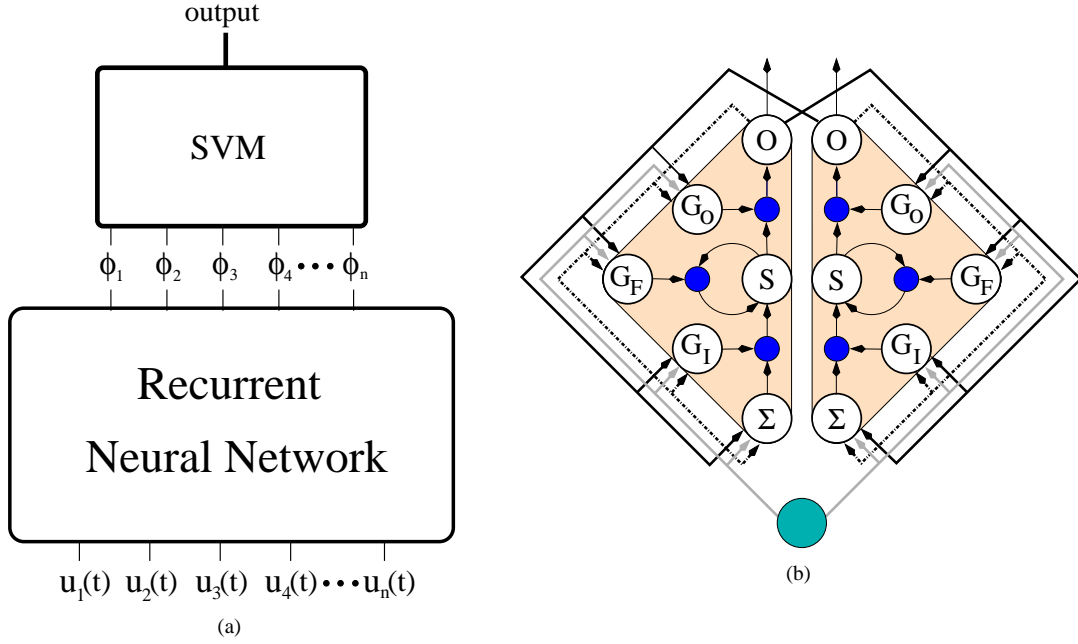 output
SVM
ϕ1 ϕ2 ϕ3 ϕ4 ••• ϕn
Recurrent
Neural Network
u1(t) u2(t) u3(t) u4(t) ••• un(t)
(a)
O O
GO GO
GF S S GF
GI GI
Σ Σ
(b)